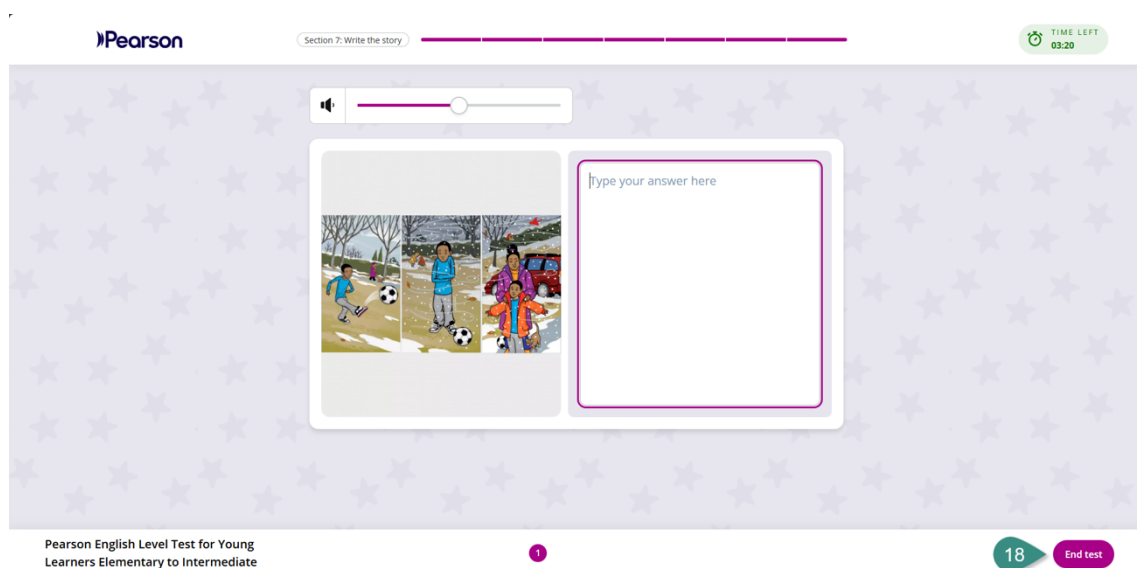 Pearson
Section 7: Write the story
TIME LEFT
03:20
Type your answer here
Pearson English Level Test for Young
Learners Elementary to Intermediate
1
18
End test